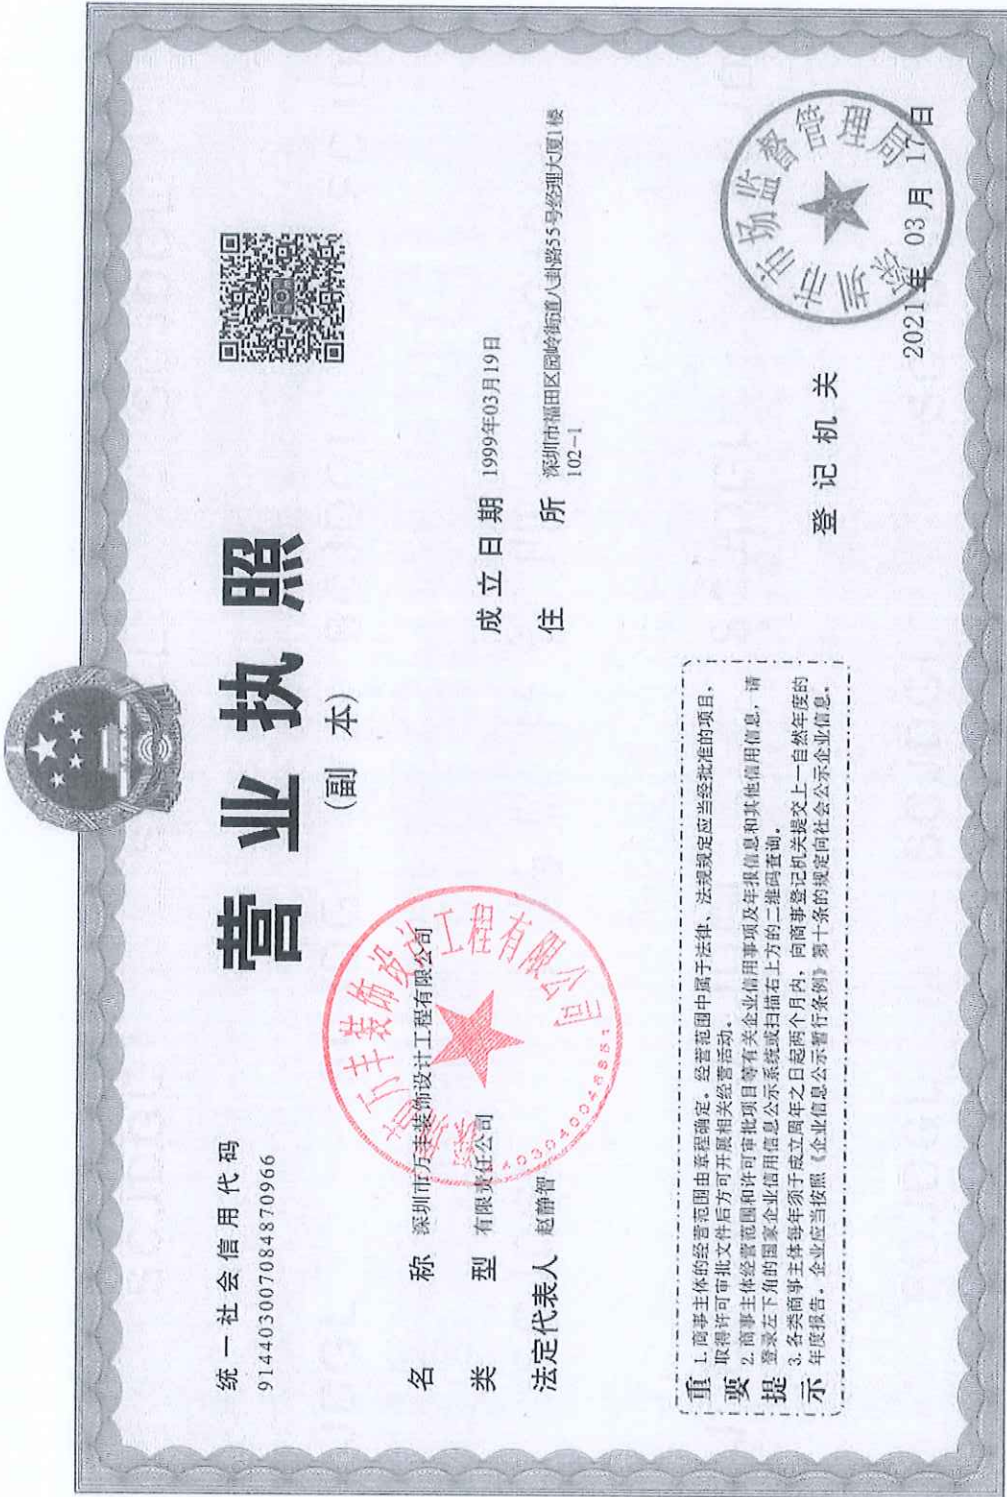 统一社会信用代码
914403007084870966
营业执照
(副 本)
名 称 深圳市万丰装饰设计工程有限公司
类 型 有限责任公司
法定代表人 赵静智
成立日期 1999年03月19日
住 所 深圳市福田区园岭街道八卦路55号经理大厦1楼
102-1
重要提示
1. 商事主体的经营范围由章程确定。经营范围中属于法律、法规规定应当经批准的项目,
取得许可审批文件后方可开展相关经营活动。
2. 商事主体经营范围和许可审批项目等有关企业信用事项及年报信息和其他信用信息,请
登录左下角的国家企业信用信息公示系统或扫描右上方的二维码查询。
3. 各类商事主体每年须于成立周年之日起两个月内,向商事登记机关提交上一自然年度的
年度报告。企业应当按照《企业信息公示暂行条例》第十条的规定向社会公示企业信息。
登记机关
2021年 03月 17日
深圳市市场监督管理局
深圳市万丰装饰设计工程有限公司